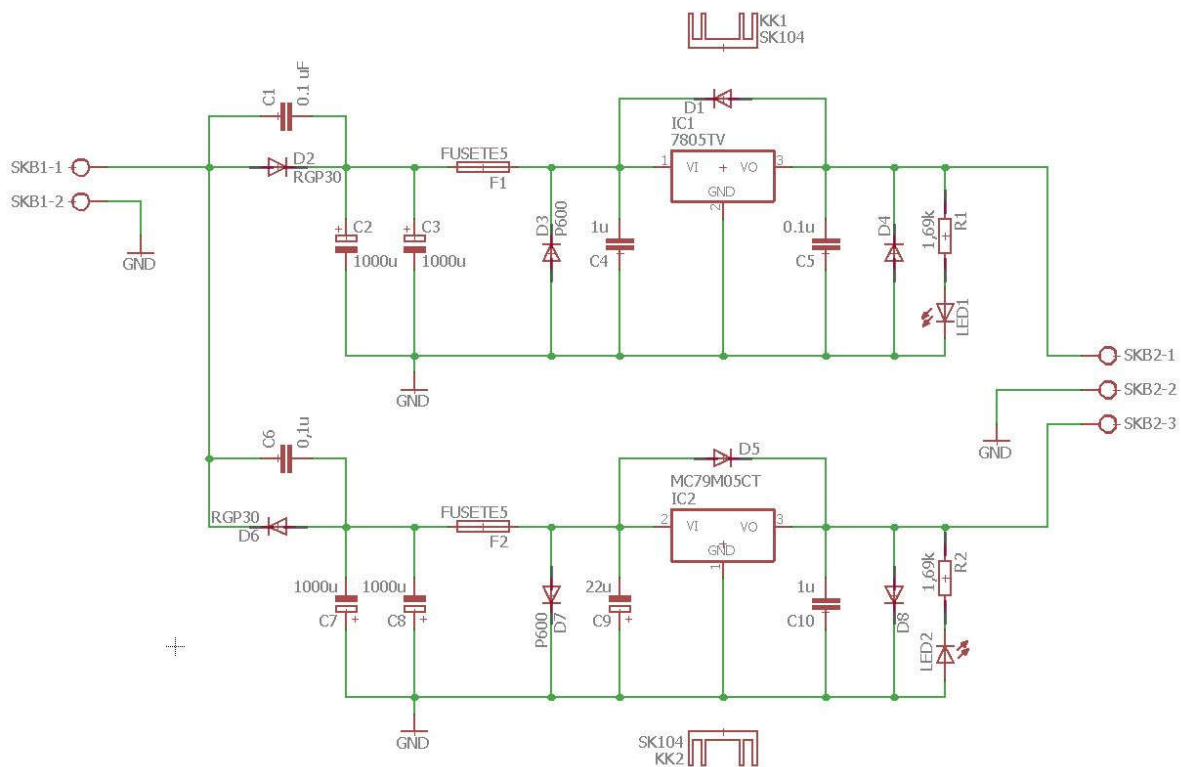 KK1
SK104
C1
0.1 uF
D1
IC1
7805TV
SKB1-1
D2
RGP30
FUSETE5
F1
1
VI
+
VO
3
GND
2
SKB1-2
GND
+
C2
1000u
+
C3
1000u
D3
P600
1u
C4
0.1u
C5
D4
1,69k
R1
LED1
GND
SKB2-1
SKB2-2
SKB2-3
GND
C6
0,1u
D5
MC79M05CT
IC2
RGP30
D6
FUSETE5
F2
2
VI
VO
3
GND
1
1000u
C7
+
1000u
C8
+
P600
D7
22u
C9
+
1u
C10
D8
1,69k
R2
LED2
GND
SK104
KK2